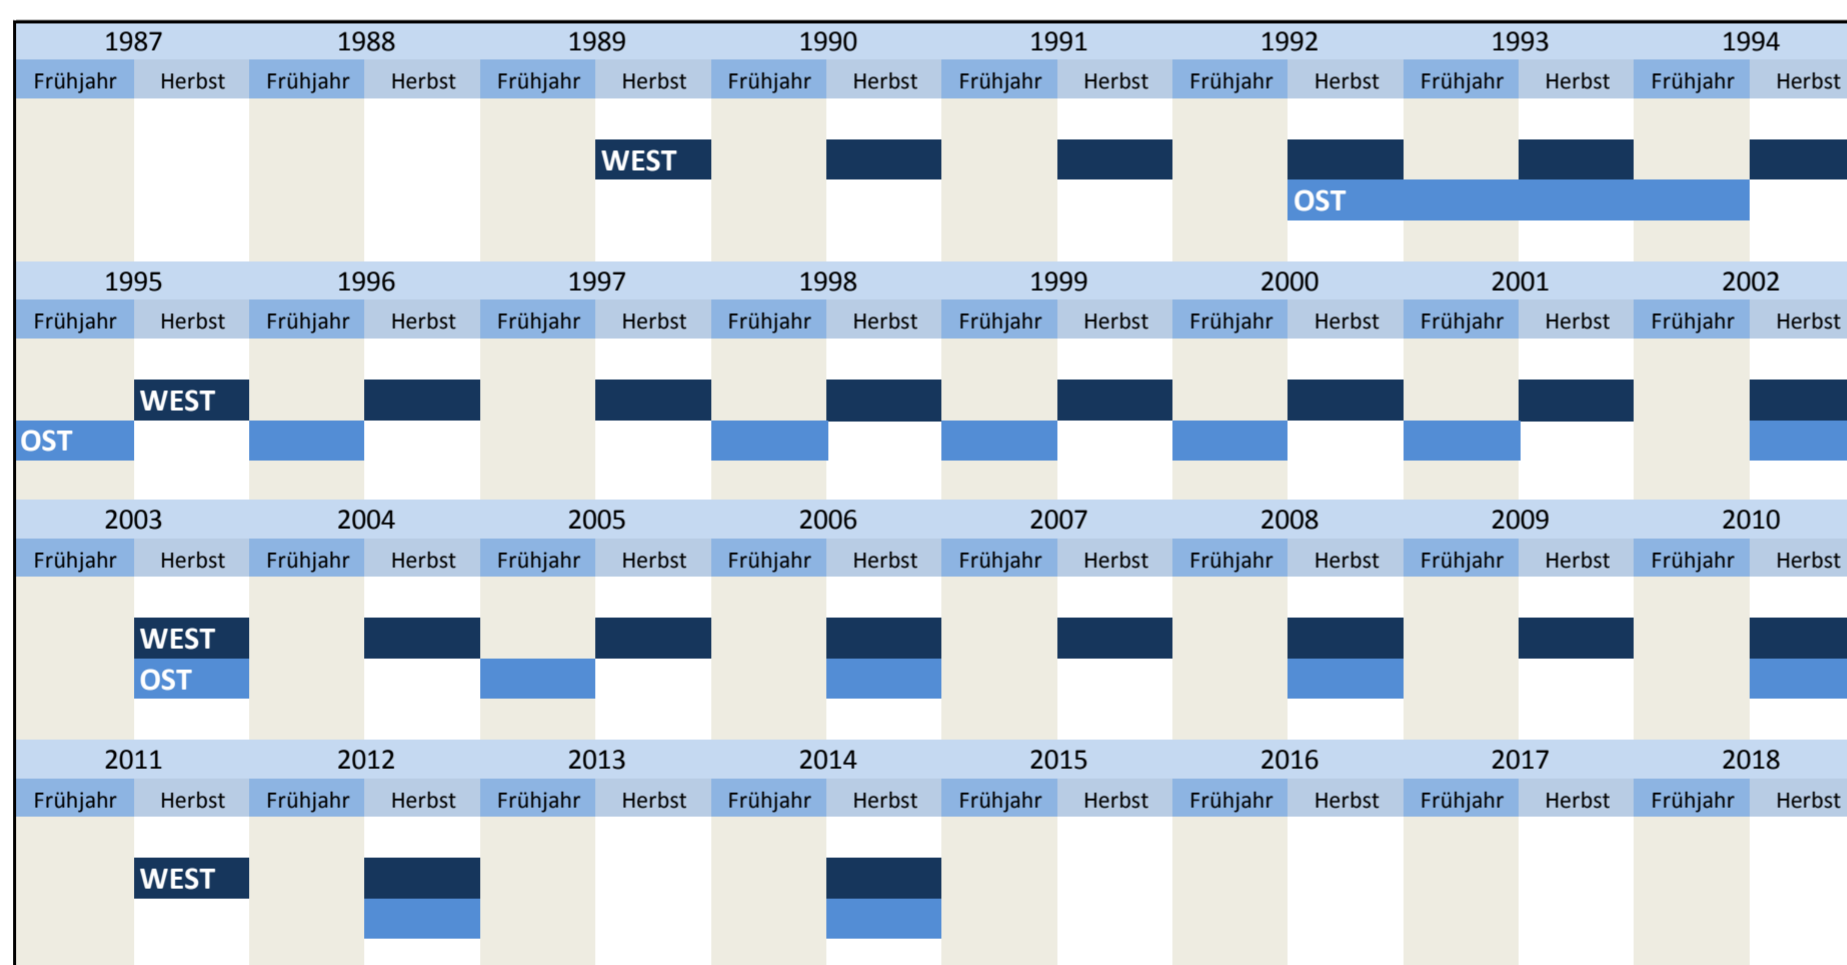 1987 1988 1989 1990 1991 1992 1993 1994
Frühjahr Herbst Frühjahr Herbst Frühjahr Herbst Frühjahr Herbst Frühjahr Herbst Frühjahr Herbst Frühjahr Herbst Frühjahr Herbst
WEST
OST
1995 1996 1997 1998 1999 2000 2001 2002
Frühjahr Herbst Frühjahr Herbst Frühjahr Herbst Frühjahr Herbst Frühjahr Herbst Frühjahr Herbst Frühjahr Herbst Frühjahr Herbst
WEST
OST
2003 2004 2005 2006 2007 2008 2009 2010
Frühjahr Herbst Frühjahr Herbst Frühjahr Herbst Frühjahr Herbst Frühjahr Herbst Frühjahr Herbst Frühjahr Herbst Frühjahr Herbst
WEST
OST
2011 2012 2013 2014 2015 2016 2017 2018
Frühjahr Herbst Frühjahr Herbst Frühjahr Herbst Frühjahr Herbst Frühjahr Herbst Frühjahr Herbst Frühjahr Herbst Frühjahr Herbst
WEST